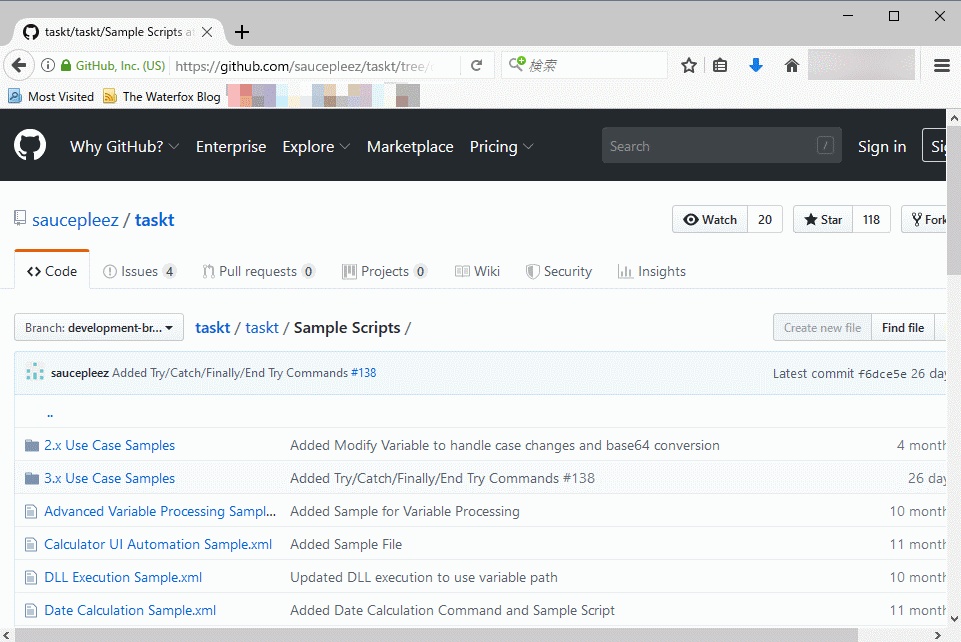 taskt/taskt/Sample Scripts at
GitHub, Inc. (US) https://github.com/saucepleez/taskt/tree/ 検索
Most Visited The Waterfox Blog
Why GitHub? Enterprise Explore Marketplace Pricing Search / Sign in Sig
saucepleez / taskt Watch 20 Star 118 Fork
Code Issues 4 Pull requests 0 Projects 0 Wiki Security Insights
Branch: development-br... taskt / taskt / Sample Scripts / Create new file Find file
saucepleez Added Try/Catch/Finally/End Try Commands #138 Latest commit f6dce5e 26 day
..
2.x Use Case Samples Added Modify Variable to handle case changes and base64 conversion 4 month
3.x Use Case Samples Added Try/Catch/Finally/End Try Commands #138 26 day
Advanced Variable Processing Sampl... Added Sample for Variable Processing 10 month
Calculator UI Automation Sample.xml Added Sample File 11 month
DLL Execution Sample.xml Updated DLL execution to use variable path 10 month
Date Calculation Sample.xml Added Date Calculation Command and Sample Script 11 month